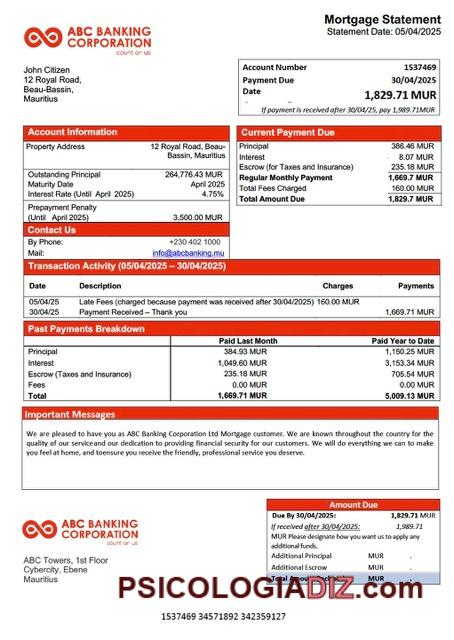 ABC BANKING
CORPORATION
count on us
Mortgage Statement
Statement Date: 05/04/2025
John Citizen
12 Royal Road,
Beau-Bassin,
Mauritius
Account Number 1537469
Payment Due 30/04/2025
Date 1,829.71 MUR
If payment is received after 30/04/25, pay 1,989.71MUR
Account Information
Property Address 12 Royal Road, Beau-
Bassin, Mauritius
Outstanding Principal 264,776.43 MUR
Maturity Date April 2025
Interest Rate (Until April 2025) 4.75%
Prepayment Penalty
(Until April 2025) 3,500.00 MUR
Current Payment Due
Principal 386.46 MUR
Interest 8.07 MUR
Escrow (for Taxes and Insurance) 235.18 MUR
Regular Monthly Payment 1,669.7 MUR
Total Fees Charged 160.00 MUR
Total Amount Due 1,829.7 MUR
Contact Us
By Phone: +230 402 1000
Mail: info@abcbanking.mu
Transaction Activity (05/04/2025 – 30/04/2025)
Date Description Charges Payments
05/04/25 Late Fees (charged because payment was received after 30/04/2025) 160.00 MUR
30/04/25 Payment Received – Thank you 1,669.71 MUR
Past Payments Breakdown
Paid Last Month Paid Year to Date
Principal 384.93 MUR 1,150.25 MUR
Interest 1,049.60 MUR 3,153.34 MUR
Escrow (Taxes and Insurance) 235.18 MUR 705.54 MUR
Fees 0.00 MUR 0.00 MUR
Total 1,669.71 MUR 5,009.13 MUR
Important Messages
We are pleased to have you as ABC Banking Corporation Ltd Mortgage customer. We are known throughout the country for the
quality of our service and our dedication to providing financial security for our customers. We will do everything we can to make
you feel at home, and toensure you receive the friendly, professional service you deserve.
ABC BANKING
CORPORATION
count on us
ABC Towers, 1st Floor
Cybercity, Ebene
Mauritius
Amount Due
Due By 30/04/2025: 1,829.71 MUR
If received after 30/04/2025: 1,989.71
MUR Please designate how you want us to apply any
additional funds.
Additional Principal MUR .
Additional Escrow MUR .
Total Amount Enclosed MUR .
PSICOLOGIADIZ.com
1537469 34571892 342359127